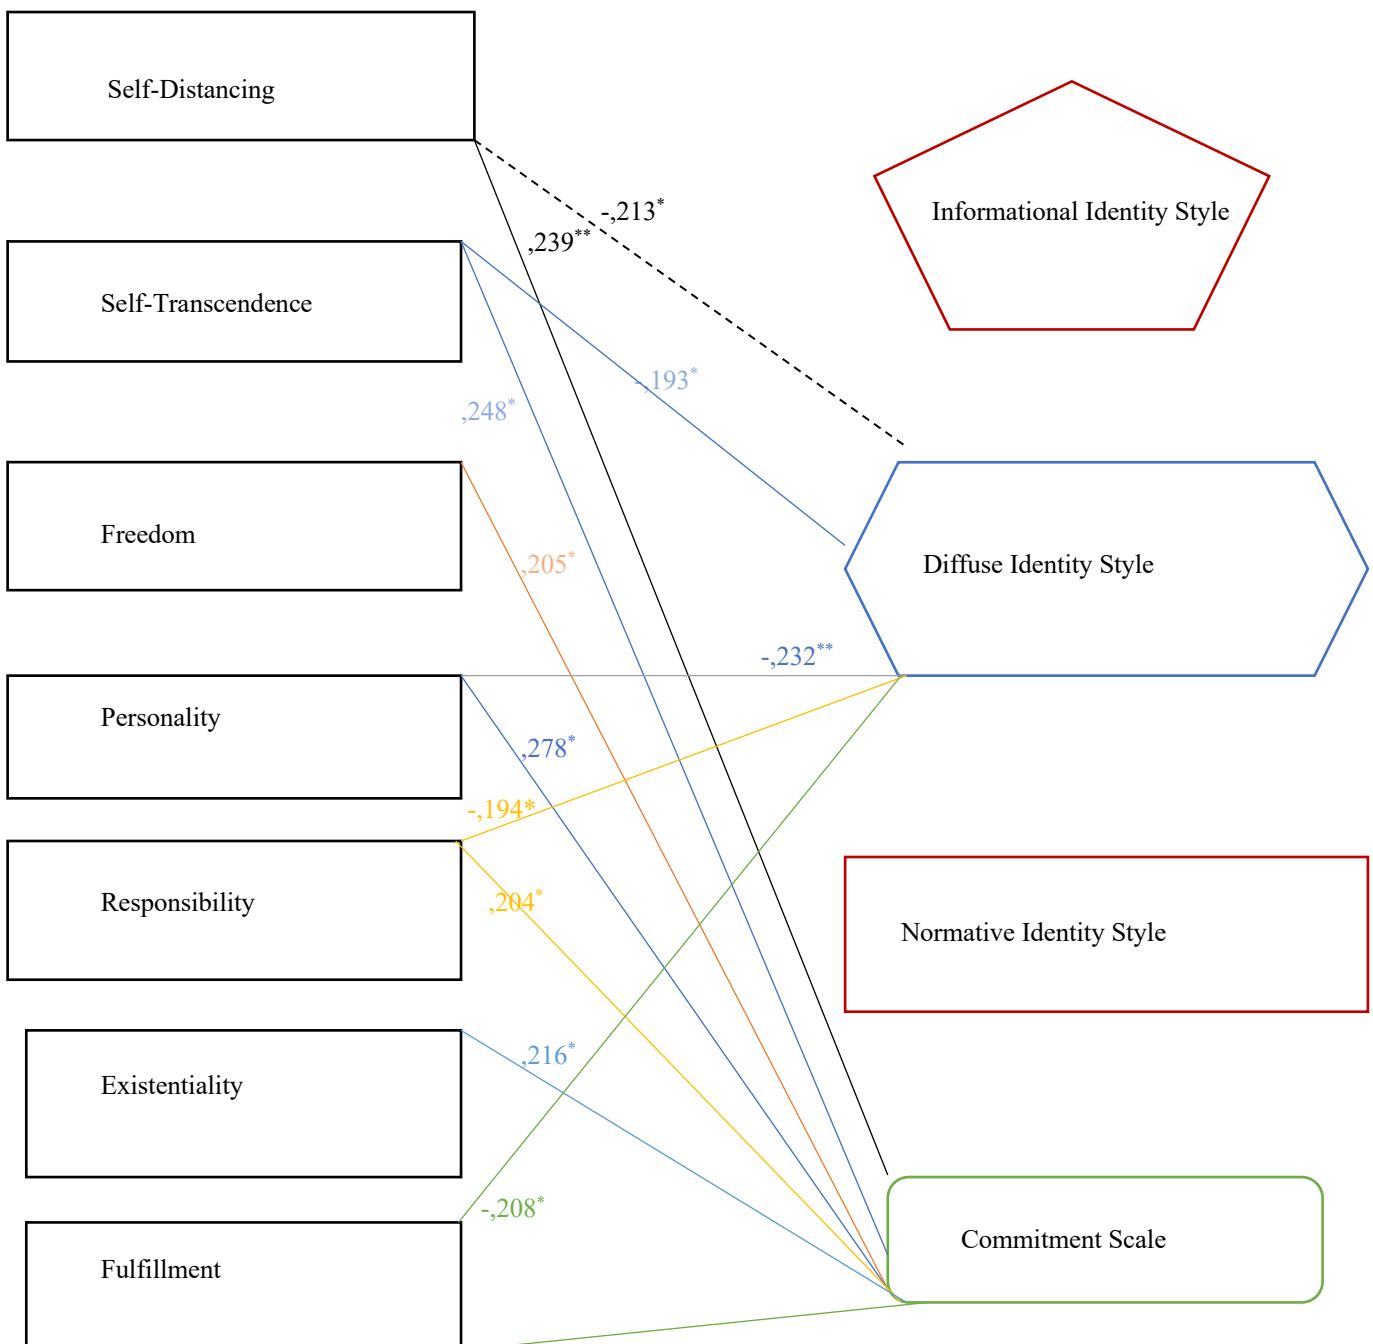 Self-Distancing
Informational Identity Style
-,213*
,239**
Self-Transcendence
-,193*
,248*
Freedom
,205*
Diffuse Identity Style
-,232**
Personality
,278*
-,194*
Responsibility
,204*
Normative Identity Style
,216*
Existentiality
-,208*
Commitment Scale
Fulfillment